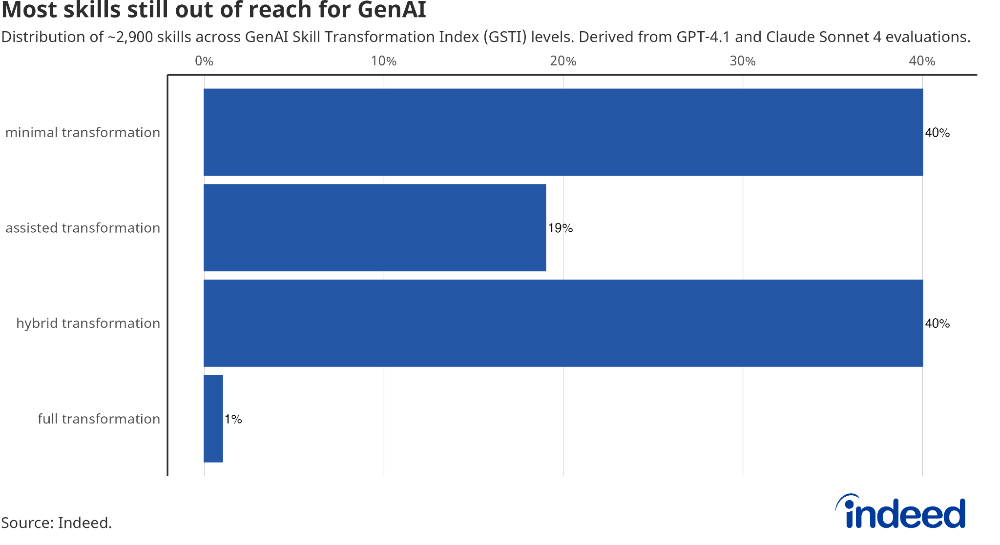 Most skills still out of reach for GenAI
Distribution of ~2,900 skills across GenAI Skill Transformation Index (GSTI) levels. Derived from GPT-4.1 and Claude Sonnet 4 evaluations.
0% 10% 20% 30% 40%
minimal transformation 40%
assisted transformation 19%
hybrid transformation 40%
full transformation 1%
Source: Indeed.
indeed